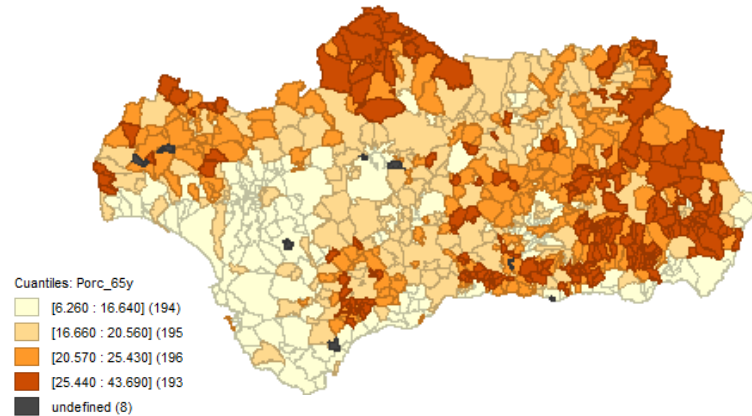 Cuantiles: Porc_65y
[6.260 : 16.640] (194)
[16.660 : 20.560] (195
[20.570 : 25.430] (196
[25.440 : 43.690] (193
undefined (8)